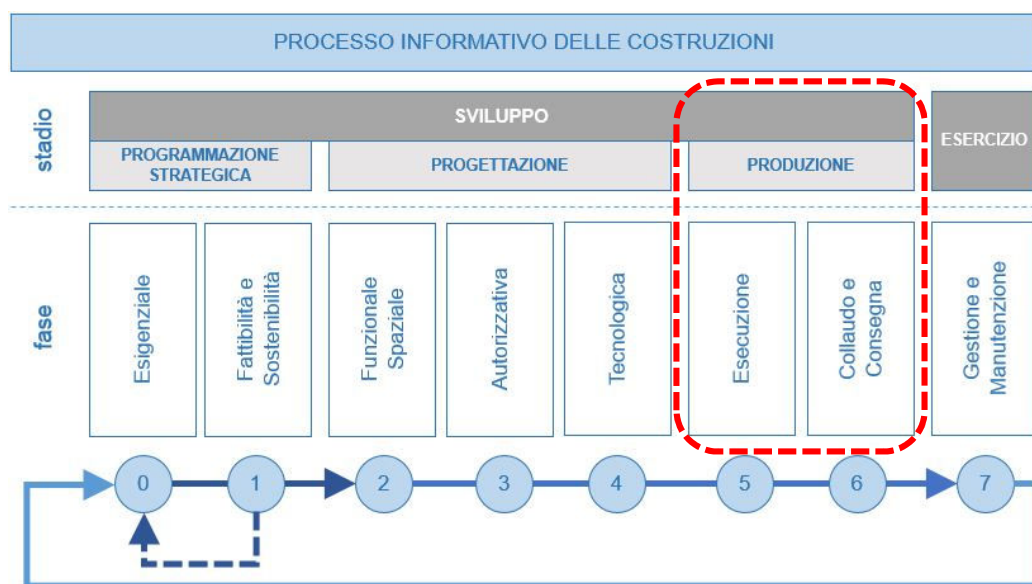 PROCESSO INFORMATIVO DELLE COSTRUZIONI
stadio
SVILUPPO
ESERCIZIO
PROGRAMMAZIONE
STRATEGICA
PROGETTAZIONE
PRODUZIONE
fase
Esigenziale
Fattibilità e
Sostenibilità
Funzionale
Spaziale
Autorizzativa
Tecnologica
Esecuzione
Collaudo e
Consegna
Gestione e
Manutenzione
0
1
2
3
4
5
6
7